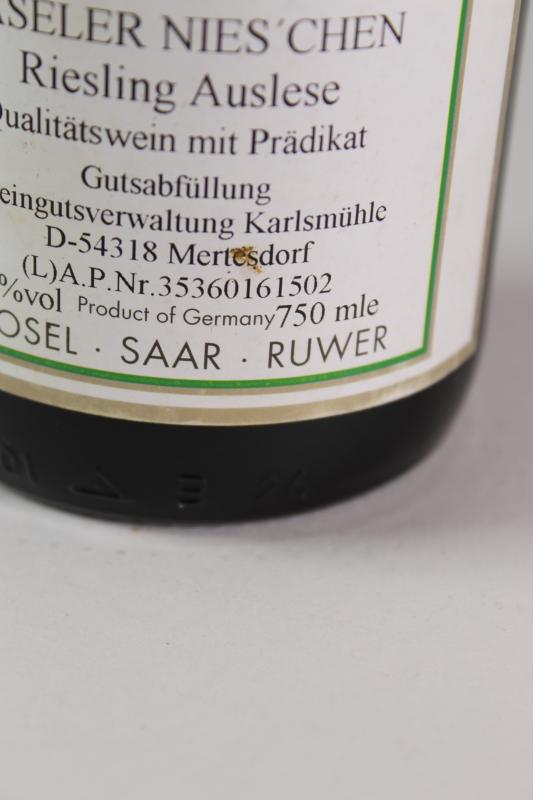 ASELER NIES´CHEN
Riesling Auslese
Qualitätswein mit Prädikat
Gutsabfüllung
eingutsverwaltung Karlsmühle
D-54318 Mertesdorf
(L)A.P.Nr.35360161502
%vol Product of Germany 750 mle
OSEL · SAAR · RUWER